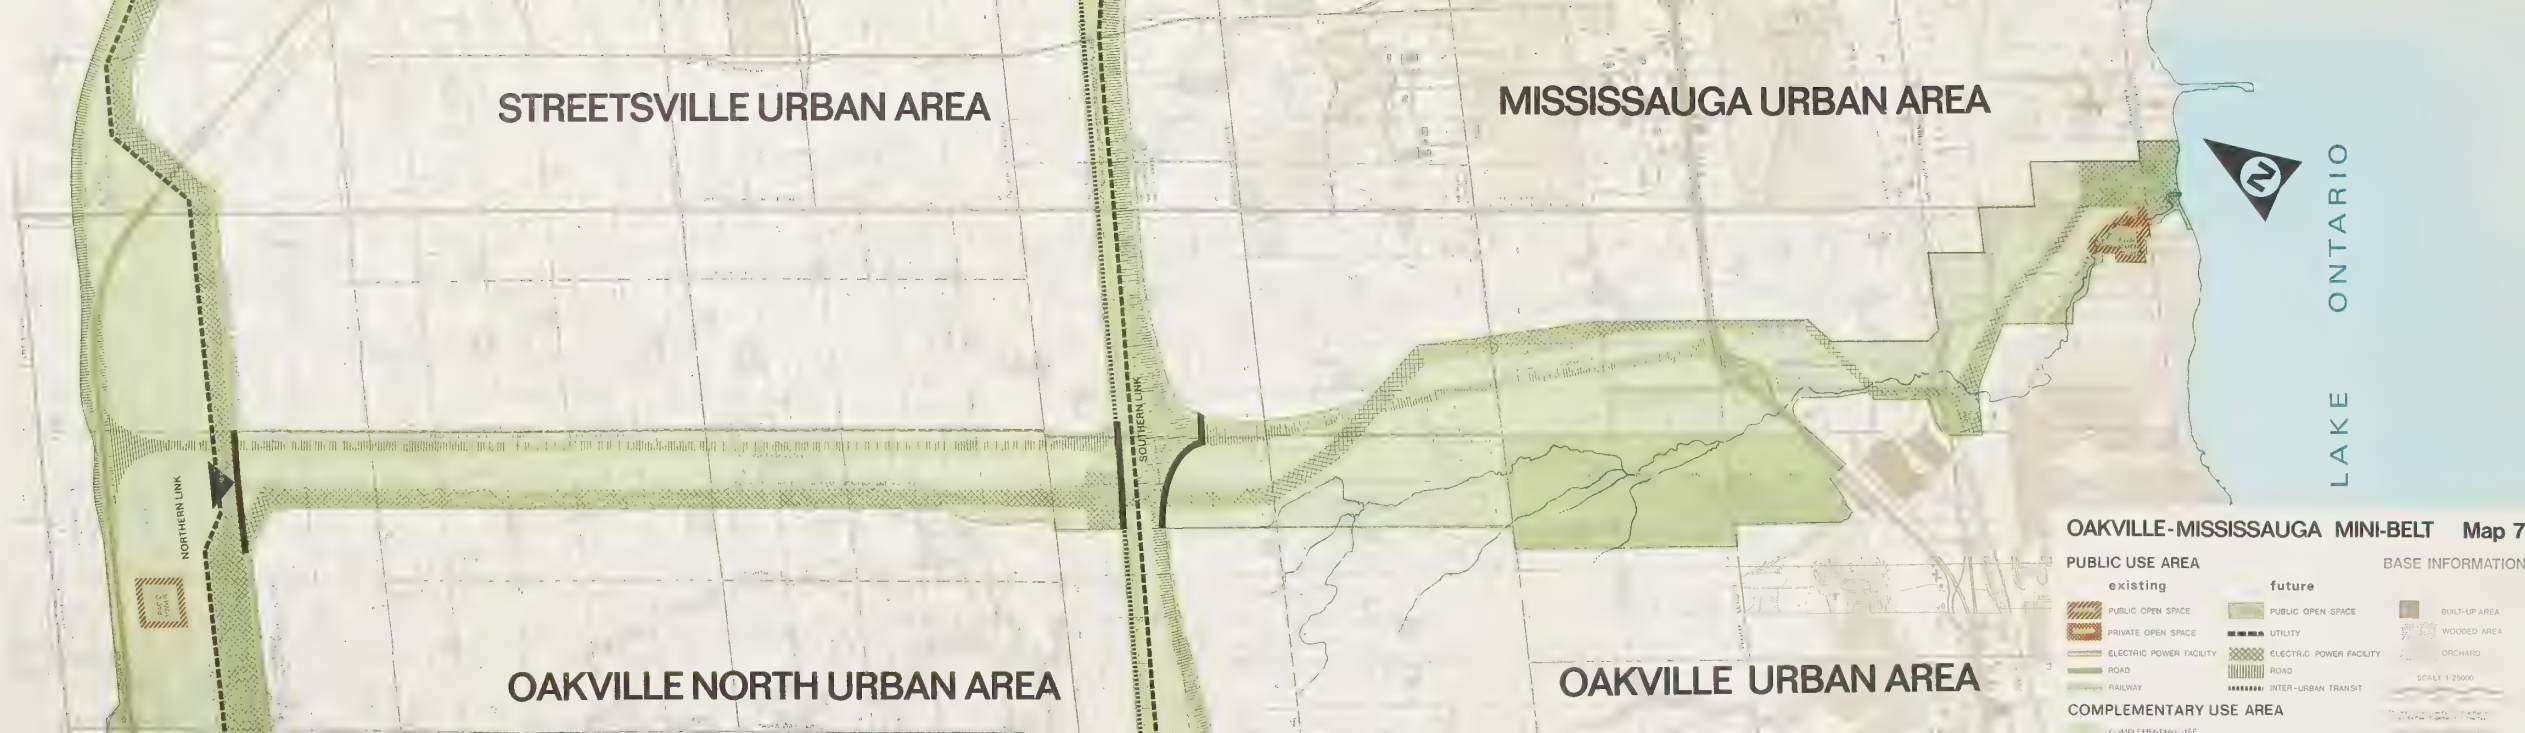 STREETSVILLE URBAN AREA
MISSISSAUGA URBAN AREA
N
LAKE ONTARIO
SOUTHERN LINK
NORTHERN LINK
OAKVILLE NORTH URBAN AREA
OAKVILLE URBAN AREA
OAKVILLE-MISSISSAUGA MINI-BELT Map 7
PUBLIC USE AREA
existing
PUBLIC OPEN SPACE
PRIVATE OPEN SPACE
ELECTRIC POWER FACILITY
ROAD
RAILWAY
future
PUBLIC OPEN SPACE
UTILITY
ELECTRIC POWER FACILITY
ROAD
INTER-URBAN TRANSIT
BASE INFORMATION
BUILT-UP AREA
WOODED AREA
ORCHARD
SCALE 1:25000
COMPLEMENTARY USE AREA